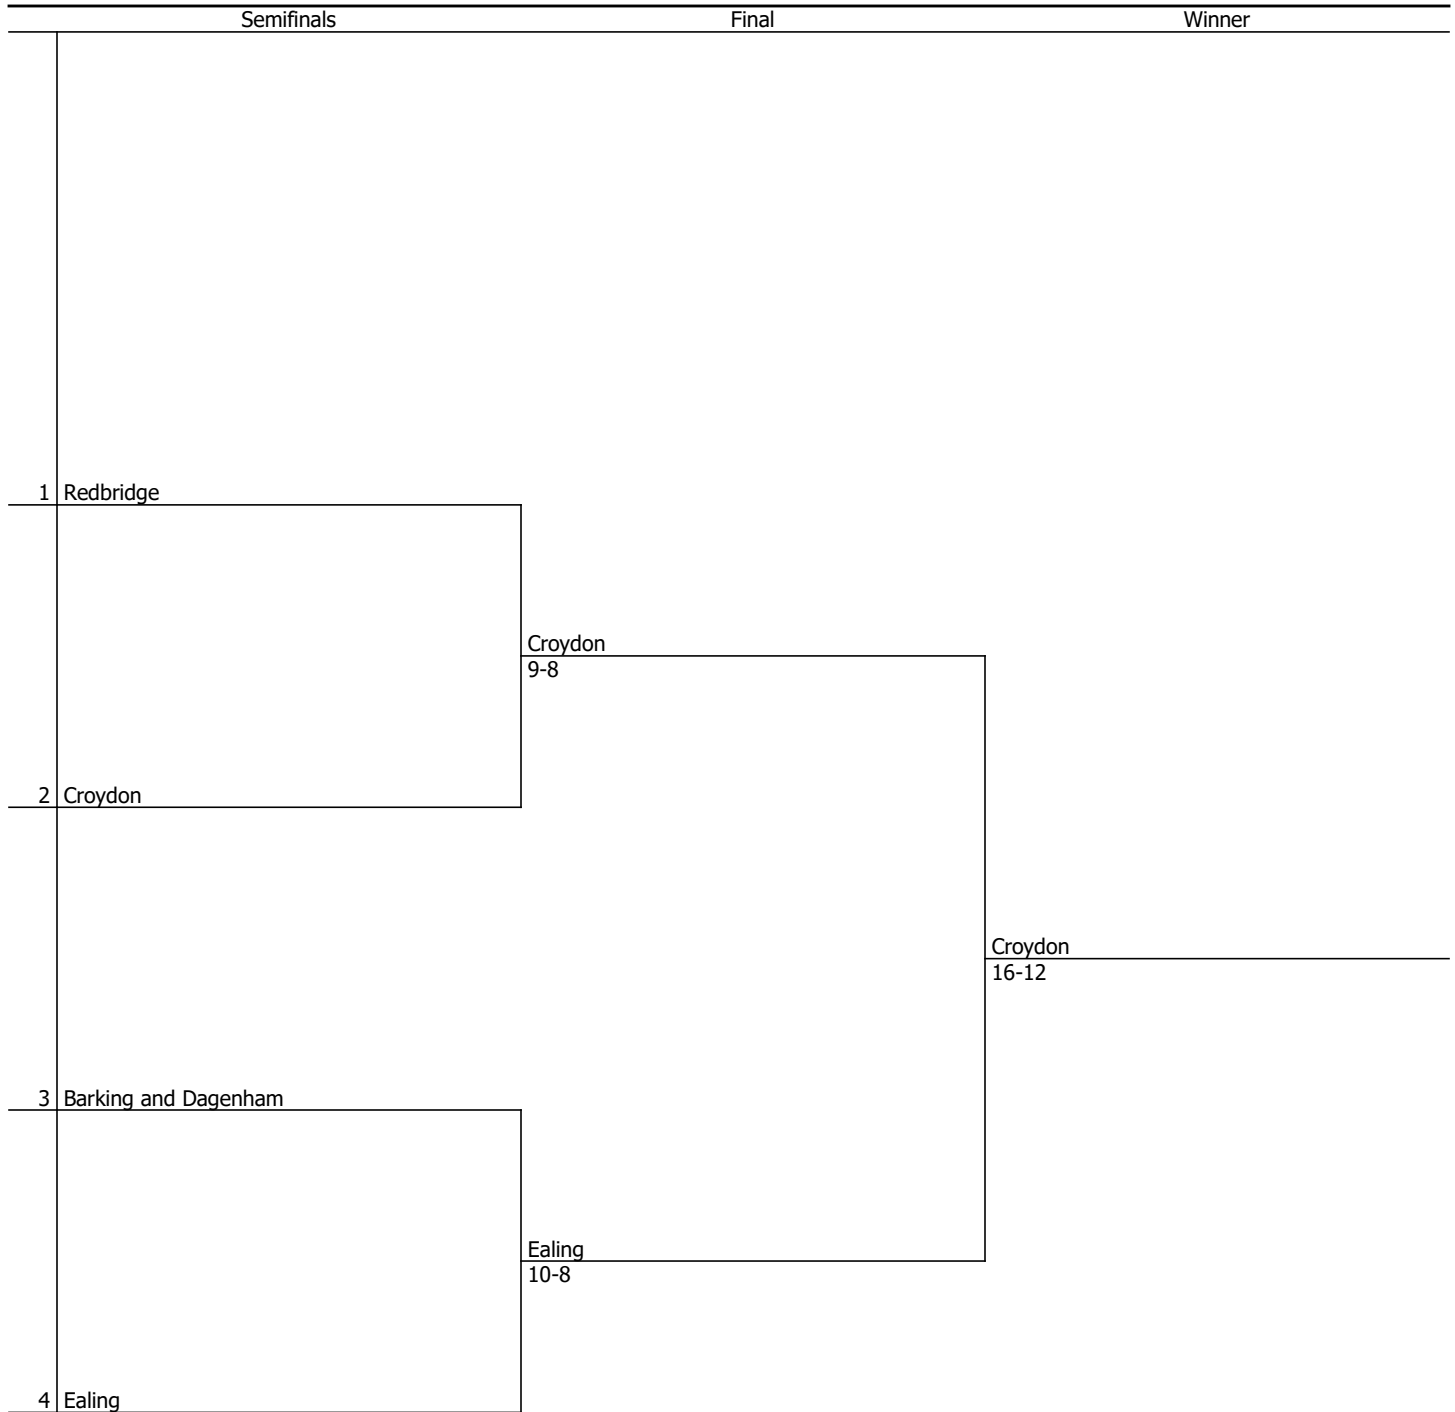 Semifinals Final Winner
1 Redbridge
Croydon
9-8
2 Croydon
Croydon
16-12
3 Barking and Dagenham
Ealing
10-8
4 Ealing